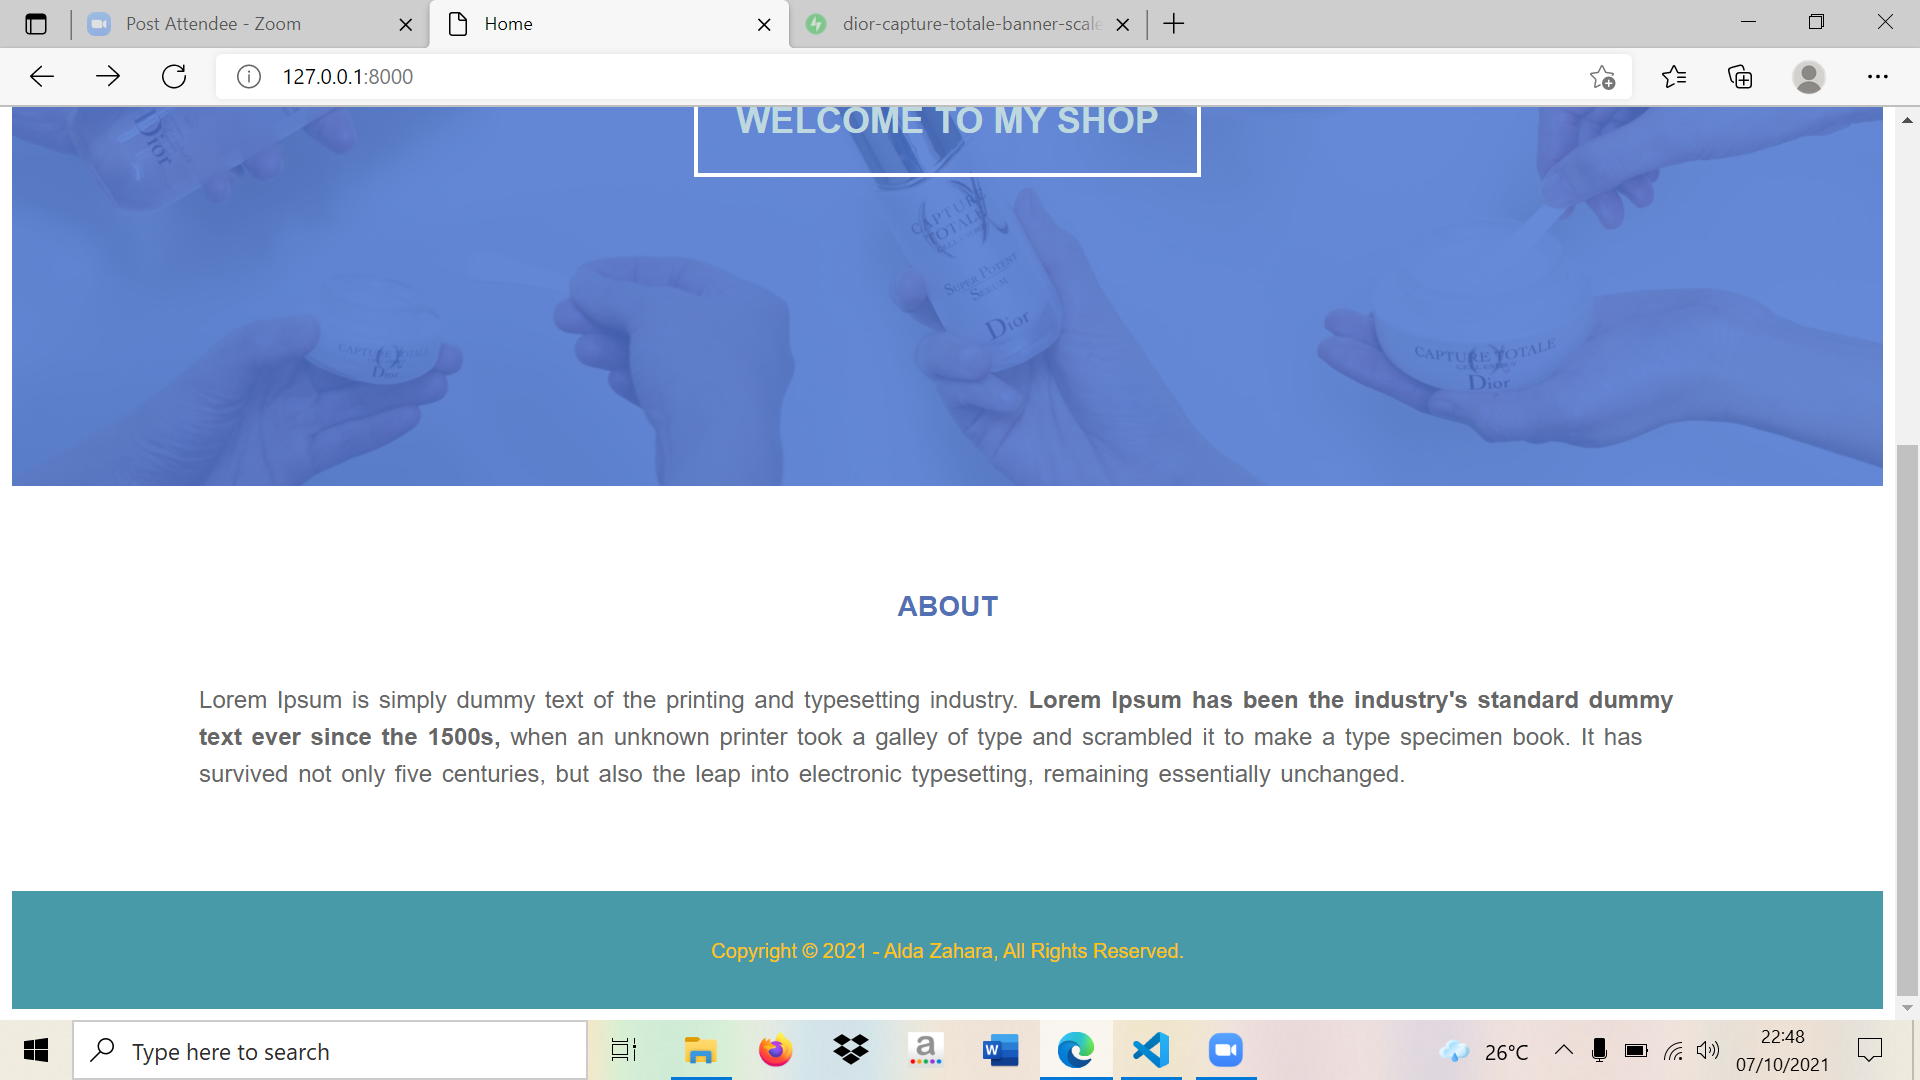 Post Attendee - Zoom
Home
dior-capture-totale-banner-scale
127.0.0.1:8000
WELCOME TO MY SHOP
Dior
CAPTURE TOTALE
Dior
CAPTURE
TOTALE
SUPER POTENT
SERUM
Dior
CAPTURE TOTALE
Dior
ABOUT
Lorem Ipsum is simply dummy text of the printing and typesetting industry. Lorem Ipsum has been the industry's standard dummy
text ever since the 1500s, when an unknown printer took a galley of type and scrambled it to make a type specimen book. It has
survived not only five centuries, but also the leap into electronic typesetting, remaining essentially unchanged.
Copyright © 2021 - Alda Zahara, All Rights Reserved.
Type here to search
a
W
26°C
22:48
07/10/2021